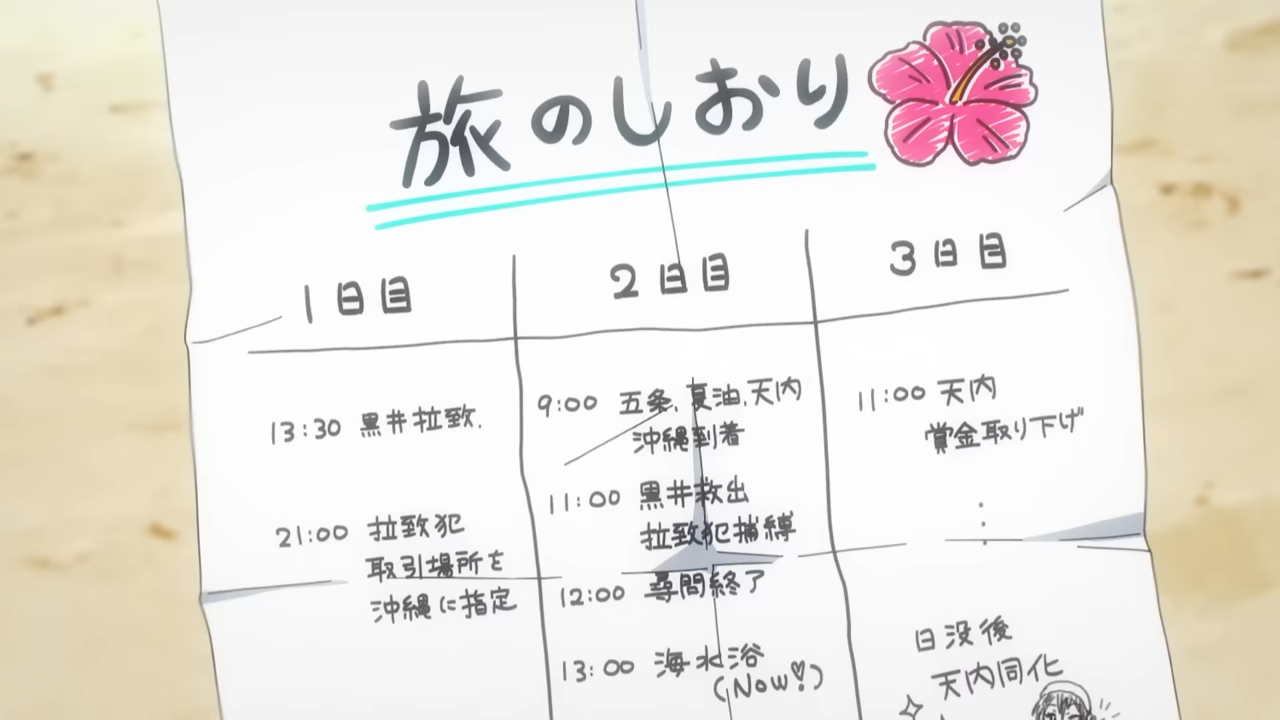 旅のしおり
1日目
13:30 黒井拉致.
21:00 拉致犯
取引場所を
沖縄に指定
2日目
9:00 五条.夏油.天内
沖縄到着
11:00 黒井救出
拉致犯捕縛
12:00 尋問終了
13:00 海水浴
(Now!)
3日目
11:00 天内
賞金取り下げ
日没後
天内同化